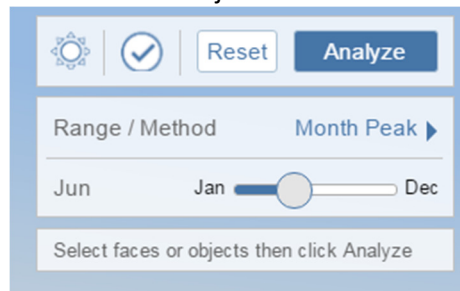 Reset Analyze
Range / Method Month Peak
Jun Jan Dec
Select faces or objects then click Analyze